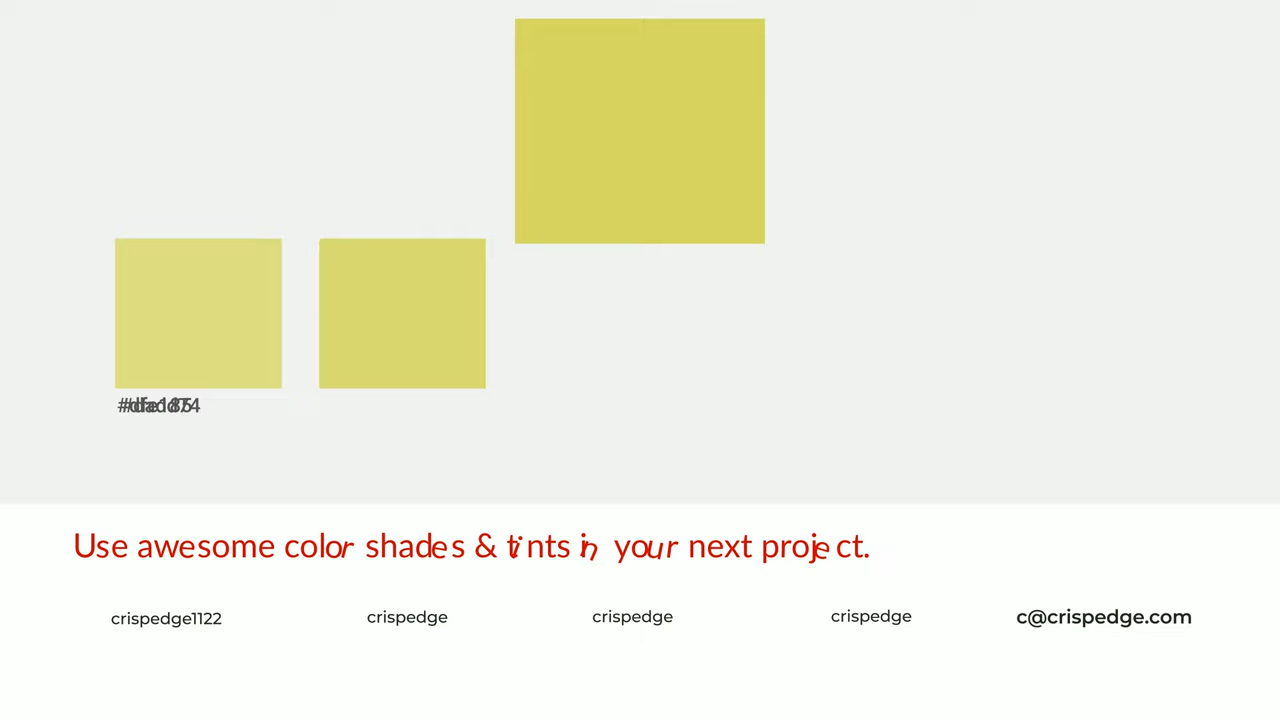 Use awesome color shades & tints in your next project.
crispedge1122 crispedge crispedge crispedge c@crispedge.com